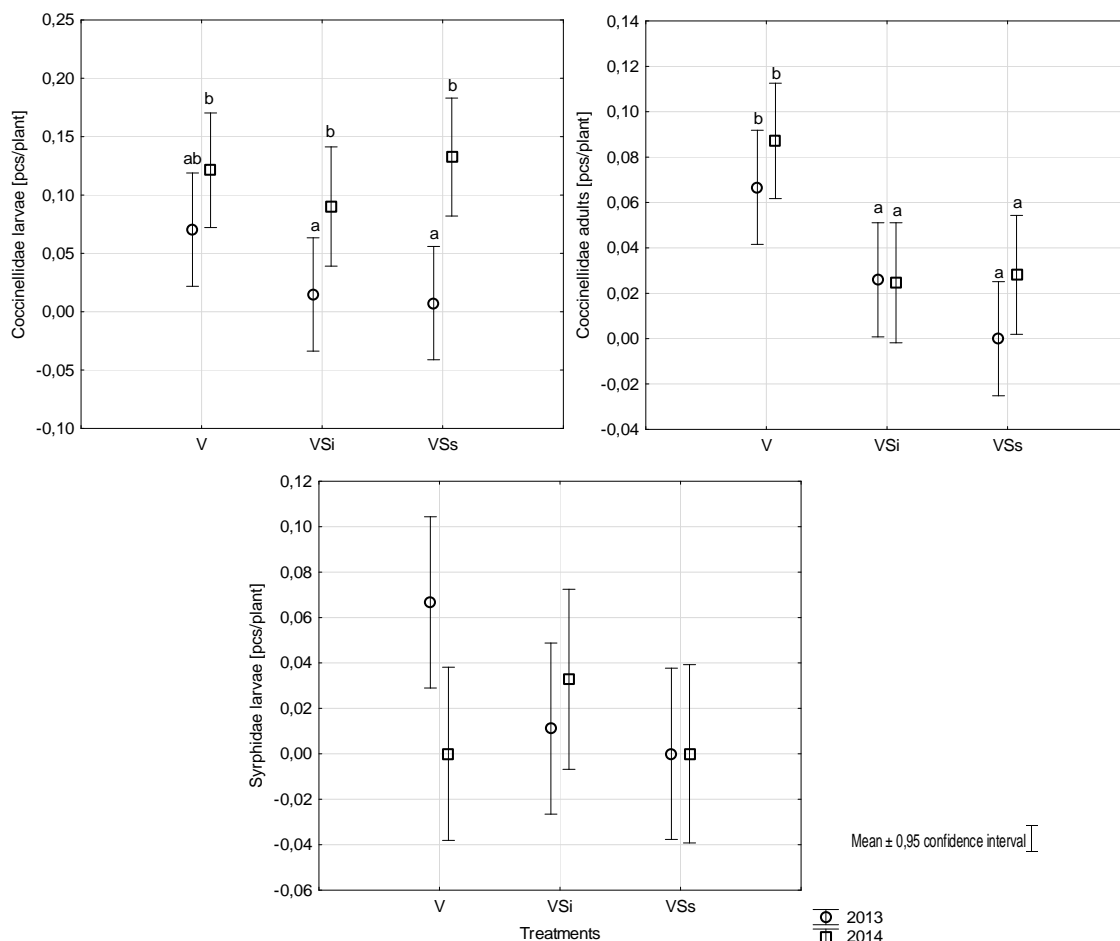 Coccinellidae larvae [pcs/plant]
0,25
0,20
0,15
0,10
0,05
0,00
-0,05
-0,10
ab
b
a
b
a
b
V
VSi
VSs
Coccinellidae adults [pcs/plant]
0,14
0,12
0,10
0,08
0,06
0,04
0,02
0,00
-0,02
-0,04
b
b
a
a
a
a
V
VSi
VSs
Syrphidae larvae [pcs/plant]
0,12
0,10
0,08
0,06
0,04
0,02
0,00
-0,02
-0,04
-0,06
V
VSi
VSs
Treatments
Mean ± 0,95 confidence interval
2013
2014